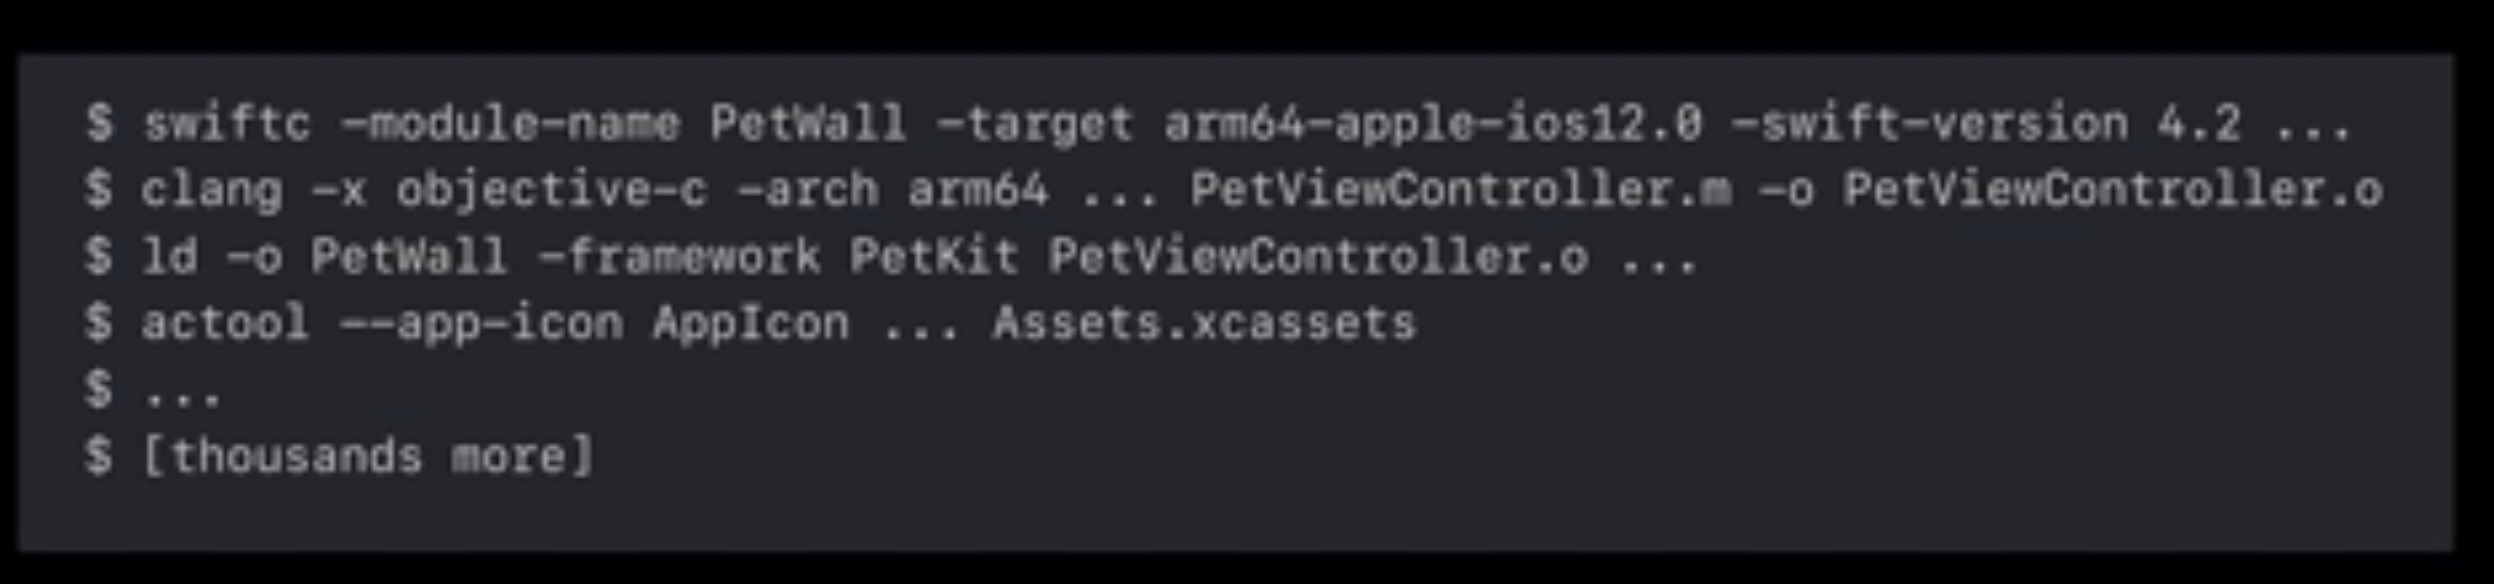 $ swiftc -module-name PetWall -target arm64-apple-ios12.0 -swift-version 4.2 ...
$ clang -x objective-c -arch arm64 ... PetViewController.m -o PetViewController.o
$ ld -o PetWall -framework PetKit PetViewController.o ...
$ actool --app-icon AppIcon ... Assets.xcassets
$ ...
$ [thousands more]